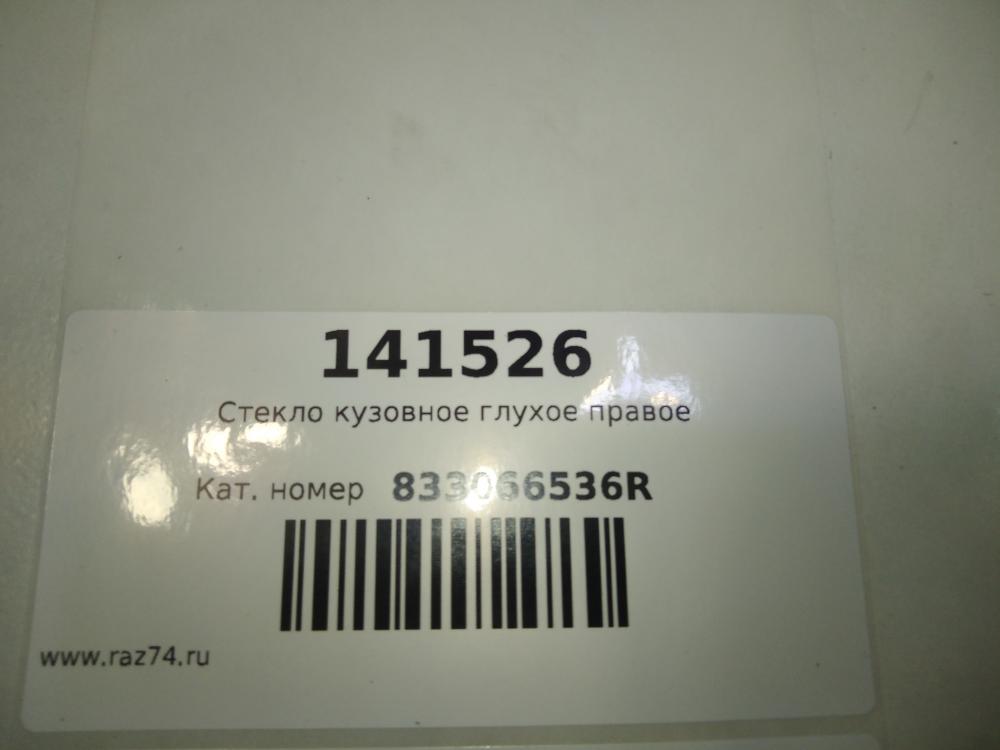 141526
Стекло кузовное глухое правое
Кат. номер 833066536R
www.raz74.ru